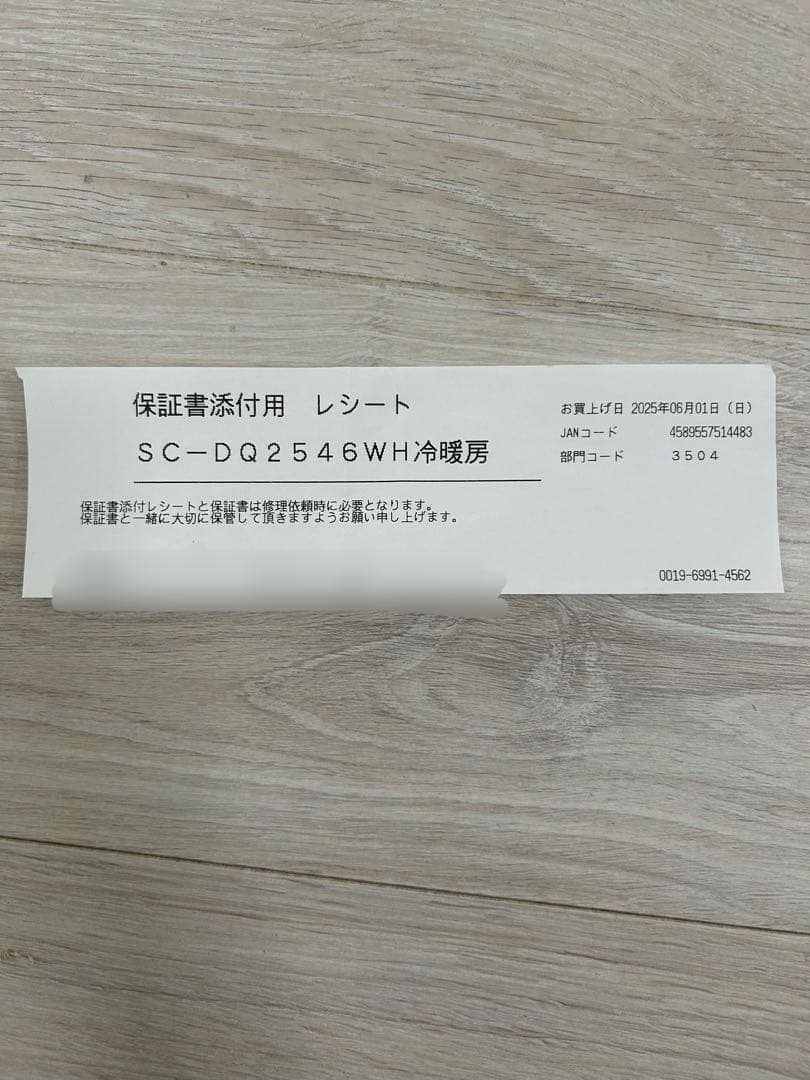 保証書添付用 レシート
SC-DQ2546WH冷暖房
お買上げ日 2025年06月01日(日)
JANコード 4589557514483
部門コード 3504
保証書添付レシートと保証書は修理依頼時に必要となります。
保証書と一緒に大切に保管して頂きますようお願い申し上げます。
0019-6991-4562